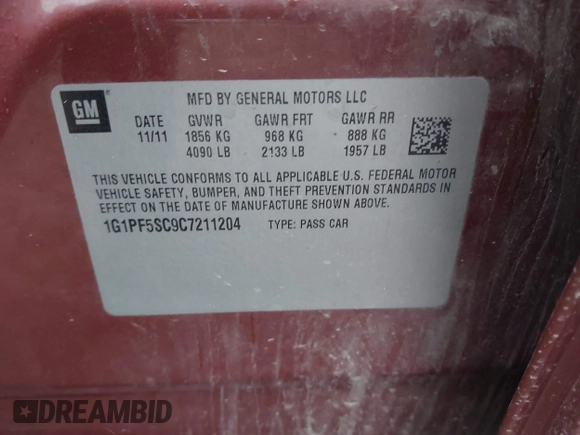 GM
MFD BY GENERAL MOTORS LLC
DATE GVWR GAWR FRT GAWR RR
11/11 1856 KG 968 KG 888 KG
4090 LB 2133 LB 1957 LB
THIS VEHICLE CONFORMS TO ALL APPLICABLE U.S. FEDERAL MOTOR
VEHICLE SAFETY, BUMPER, AND THEFT PREVENTION STANDARDS IN
EFFECT ON THE DATE OF MANUFACTURE SHOWN ABOVE.
1G1PF5SC9C7211204 TYPE: PASS CAR
DREAMBID